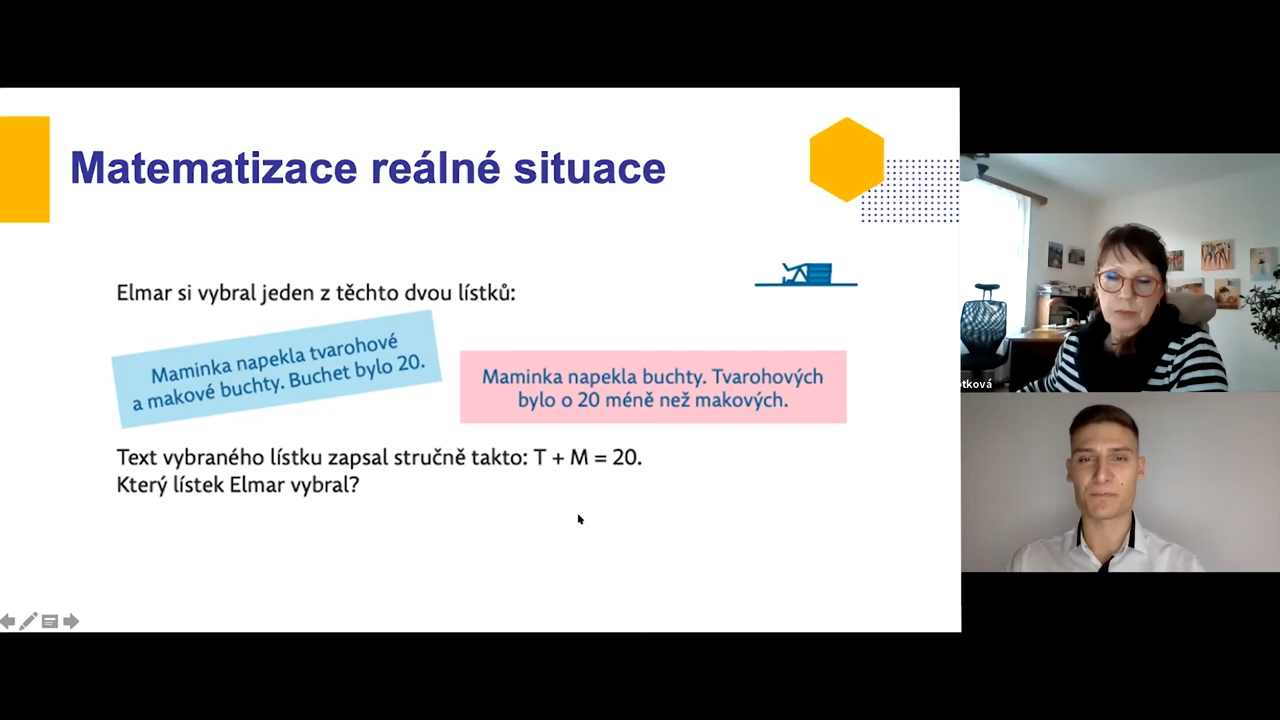 Matematizace reálné situace
Elmar si vybral jeden z těchto dvou lístků:
Maminka napekla tvarohové
a makové buchty. Buchet bylo 20.
Maminka napekla buchty. Tvarohových
bylo o 20 méně než makových.
Text vybraného lístku zapsal stručně takto: T + M = 20.
Který lístek Elmar vybral?